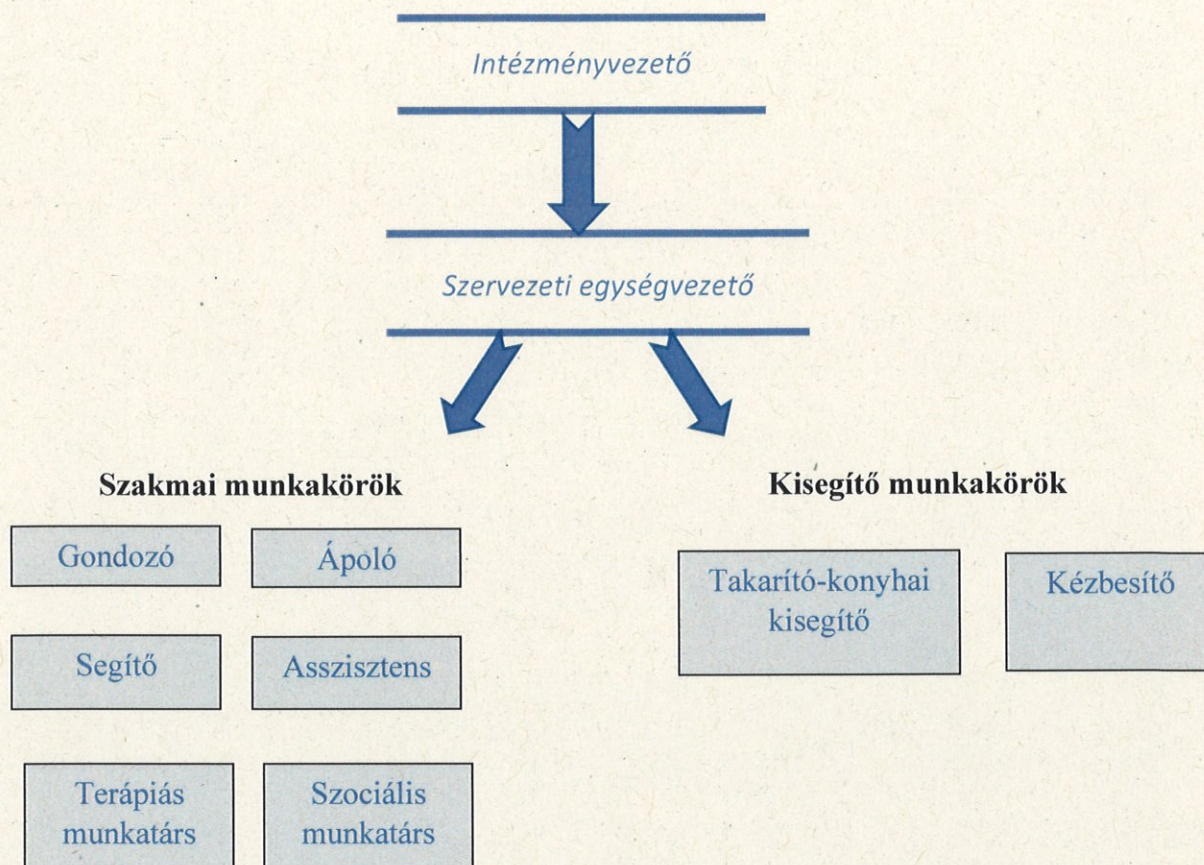 Intézményvezető
Szervezeti egységvezető
Szakmai munkakörök
Kisegítő munkakörök
Gondozó
Ápoló
Takarító-konyhai
kisegítő
Kézbesítő
Segítő
Asszisztens
Terápiás
munkatárs
Szociális
munkatárs